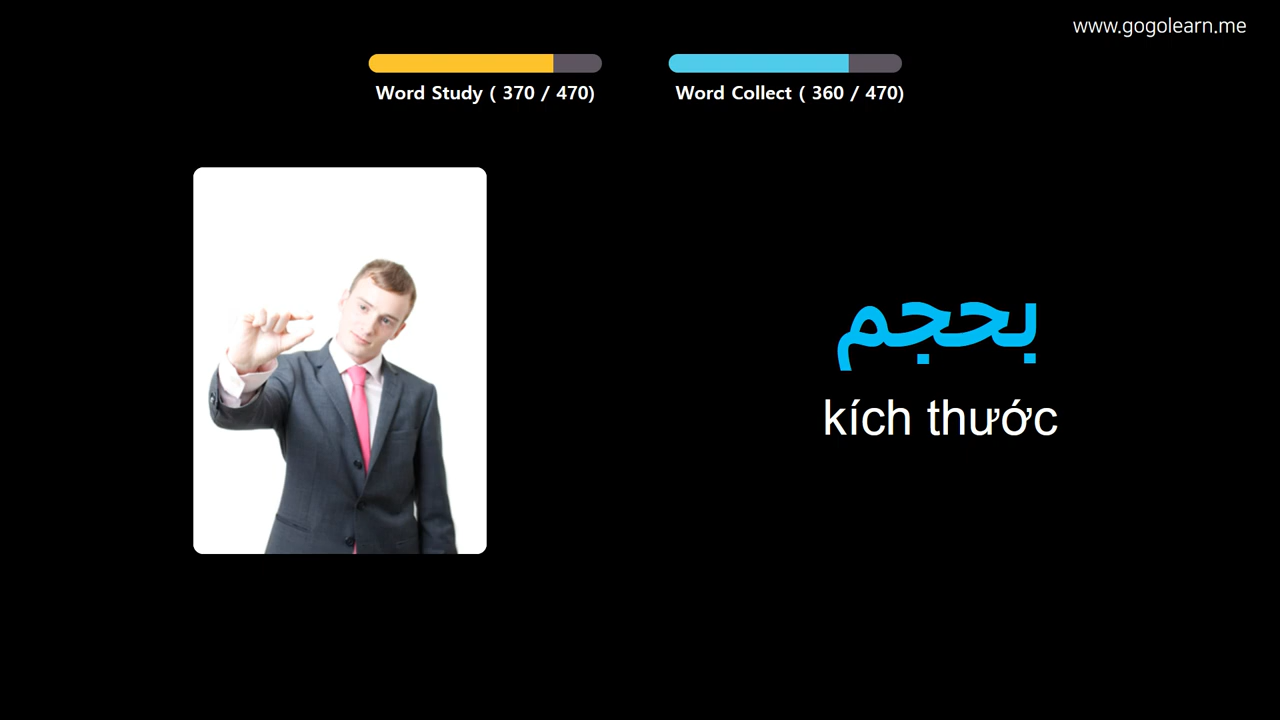 www.gogolearn.me
Word Study ( 370 / 470)
Word Collect ( 360 / 470)
بحجم
kích thước